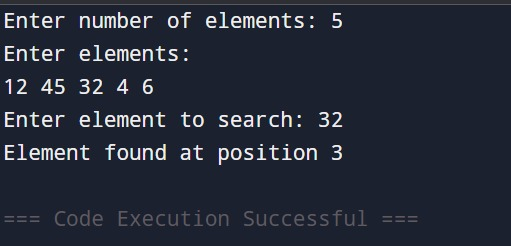 Enter number of elements: 5
Enter elements:
12 45 32 4 6
Enter element to search: 32
Element found at position 3
=== Code Execution Successful ===